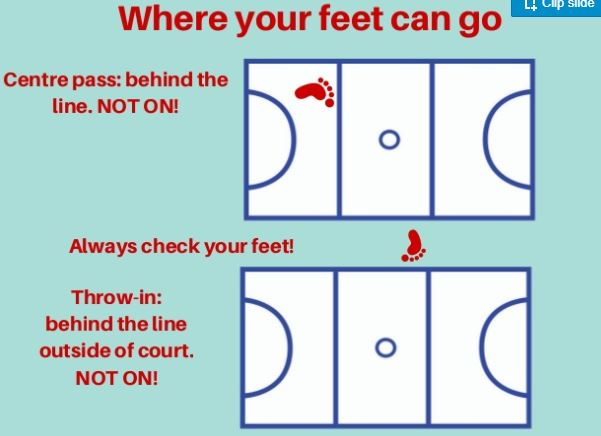 Where your feet can go
Clip slide
Centre pass: behind the
line. NOT ON!
Always check your feet!
Throw-in:
behind the line
outside of court.
NOT ON!